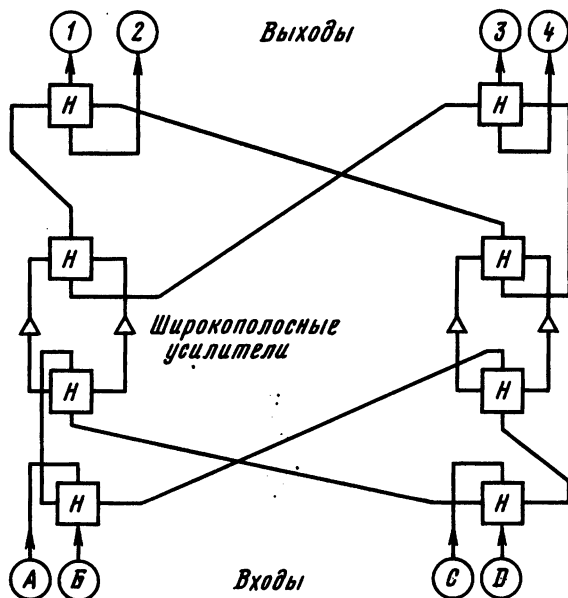 1 2 Выходы 3 4
Н Н
Н Н
Широкополосные
усилители
Н Н
Н Н
А Б Входы С D